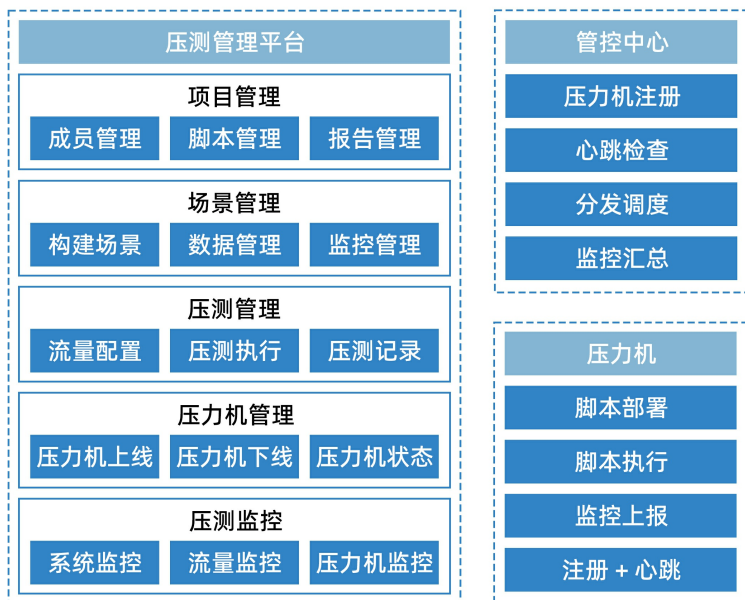 压测管理平台
项目管理
成员管理 脚本管理 报告管理
场景管理
构建场景 数据管理 监控管理
压测管理
流量配置 压测执行 压测记录
压力机管理
压力机上线 压力机下线 压力机状态
压测监控
系统监控 流量监控 压力机监控
管控中心
压力机注册
心跳检查
分发调度
监控汇总
压力机
脚本部署
脚本执行
监控上报
注册 + 心跳